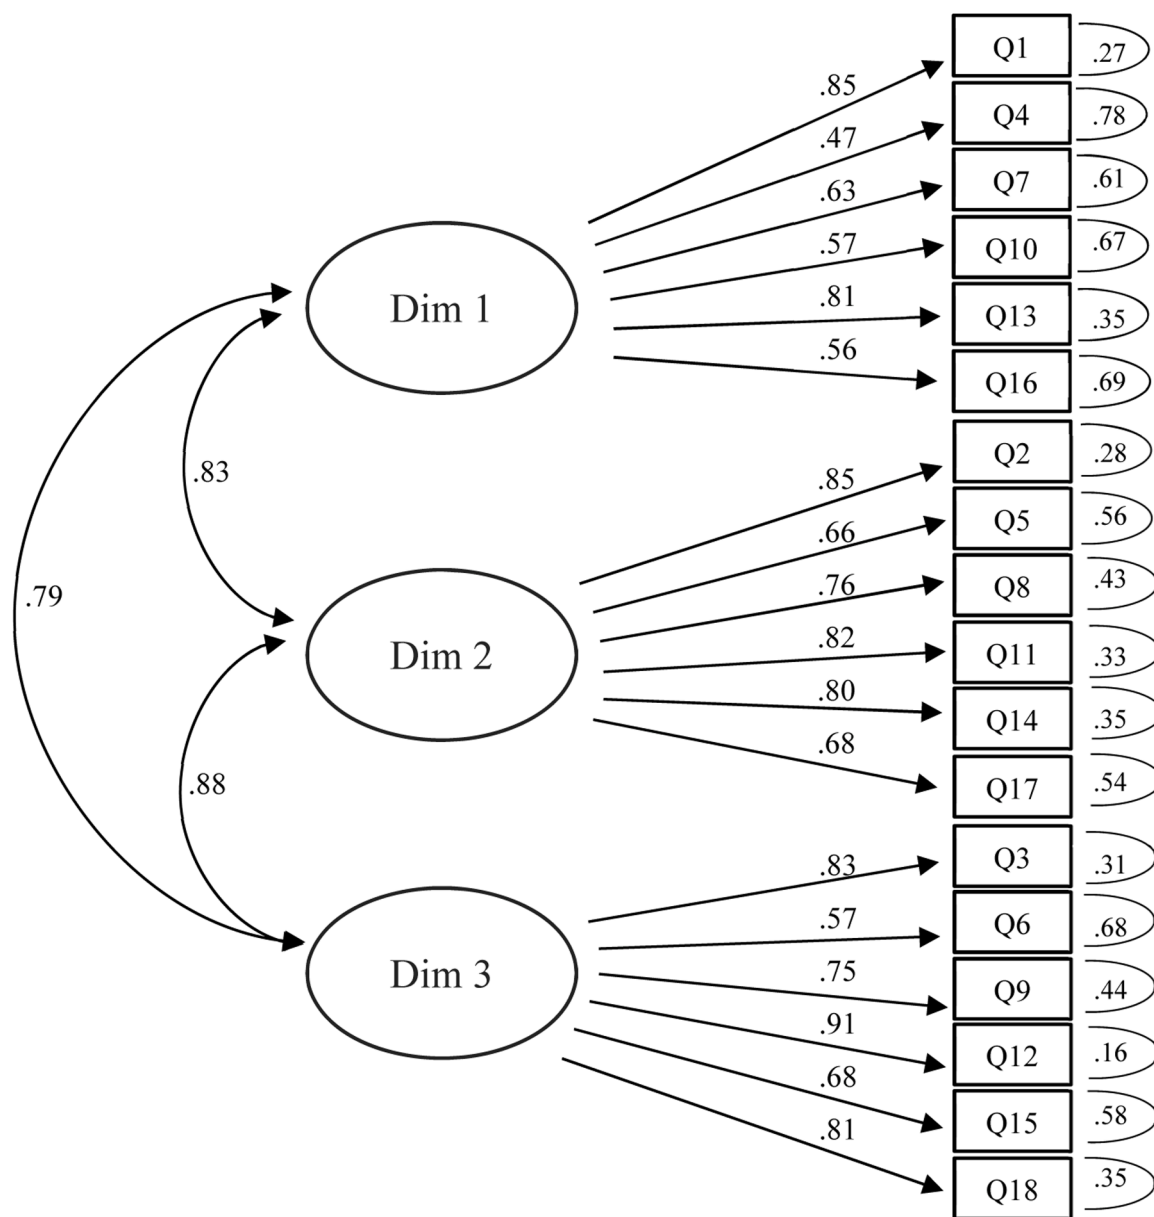 Q1 .27
.85
Q4 .78
.47
Q7 .61
.63
Q10 .67
.57
Dim 1
Q13 .35
.81
Q16 .69
.56
Q2 .28
.83
.85
Q5 .56
.66
Q8 .43
.76
.79
Q11 .33
.82
Dim 2
Q14 .35
.80
Q17 .54
.68
.88
Q3 .31
.83
Q6 .68
.57
Dim 3
Q9 .44
.75
Q12 .16
.91
Q15 .58
.68
Q18 .35
.81